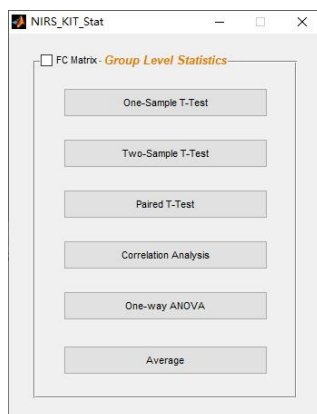 NIRS_KIT_Stat
FC Matrix - Group Level Statistics
One-Sample T-Test
Two-Sample T-Test
Paired T-Test
Correlation Analysis
One-way ANOVA
Average